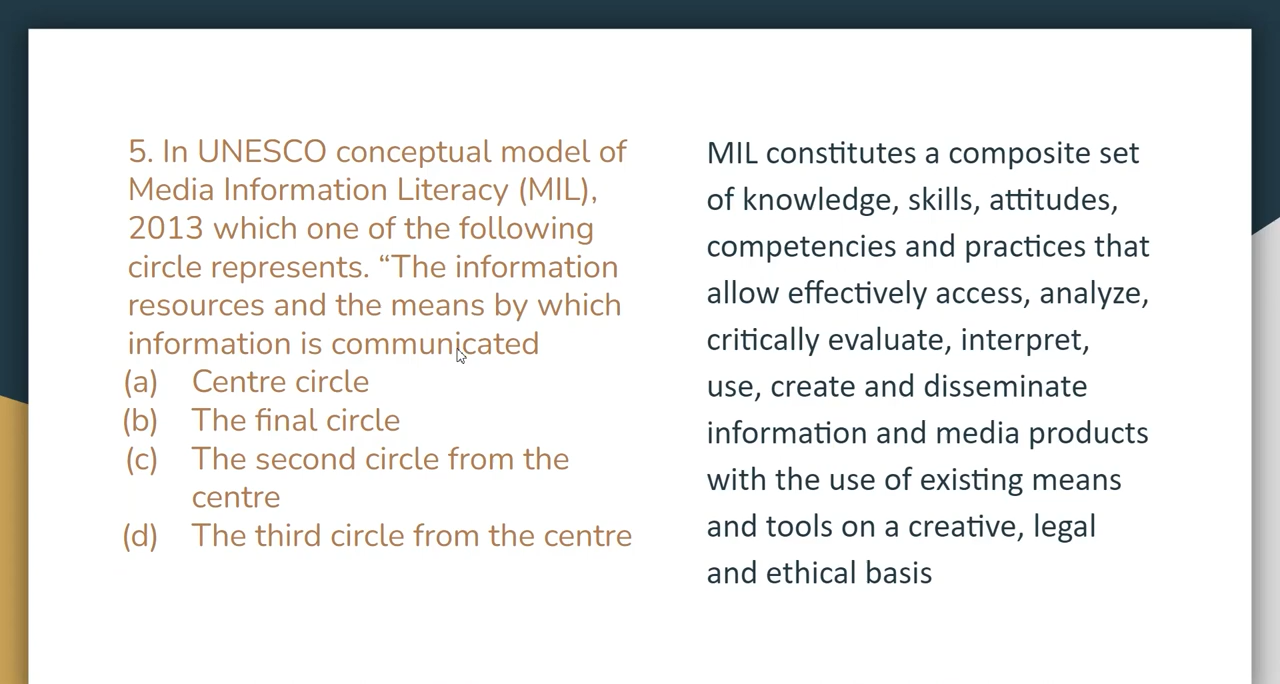 5. In UNESCO conceptual model of
Media Information Literacy (MIL),
2013 which one of the following
circle represents. “The information
resources and the means by which
information is communicated
(a) Centre circle
(b) The final circle
(c) The second circle from the
centre
(d) The third circle from the centre
MIL constitutes a composite set
of knowledge, skills, attitudes,
competencies and practices that
allow effectively access, analyze,
critically evaluate, interpret,
use, create and disseminate
information and media products
with the use of existing means
and tools on a creative, legal
and ethical basis